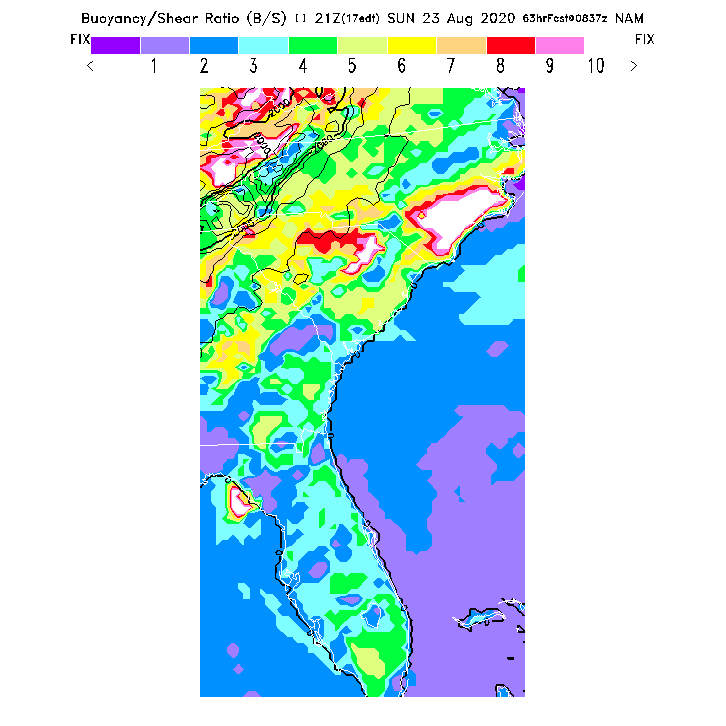 Buoyancy/Shear Ratio (B/S) [] 21Z(17edt) SUN 23 Aug 2020 63hrFcst@0837z NAM
FIX FIX
< 1 2 3 4 5 6 7 8 9 10 >
2000